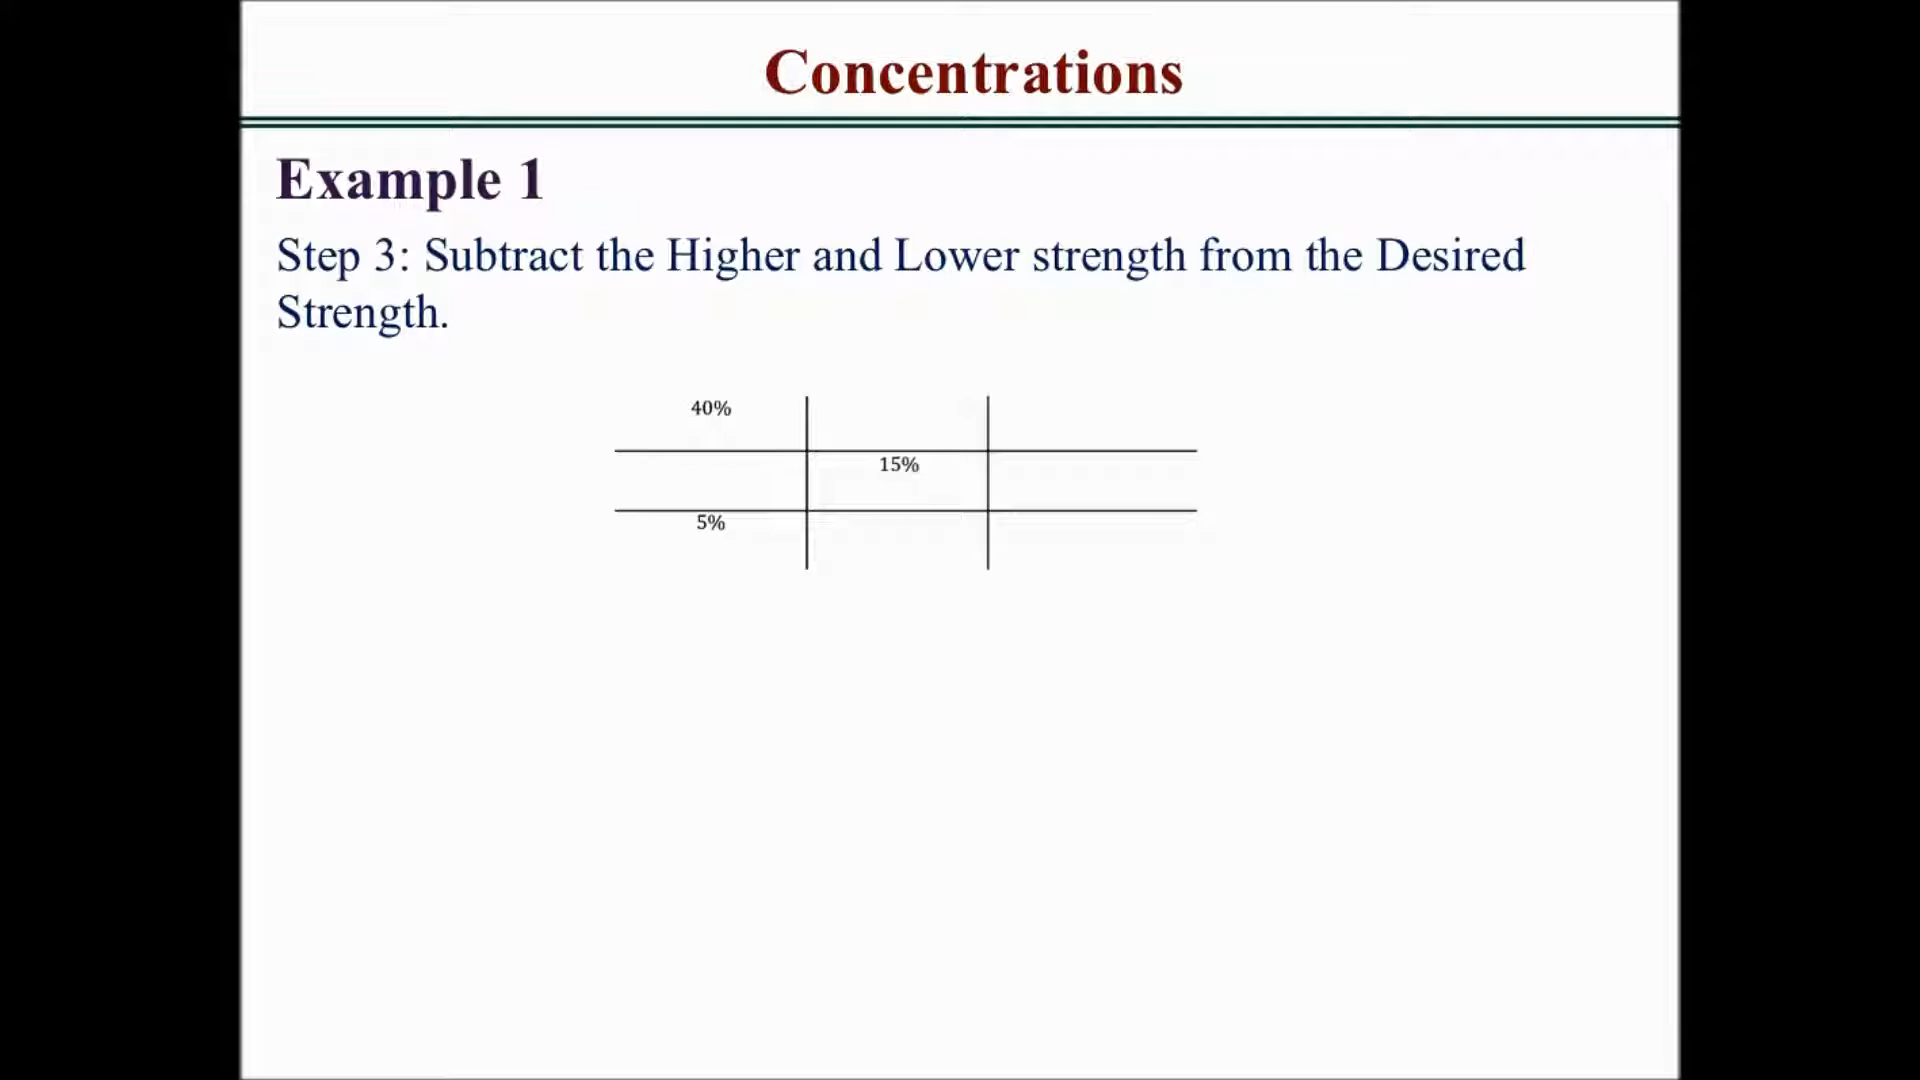 Concentrations
Example 1
Step 3: Subtract the Higher and Lower strength from the Desired
Strength.
40%
15%
5%